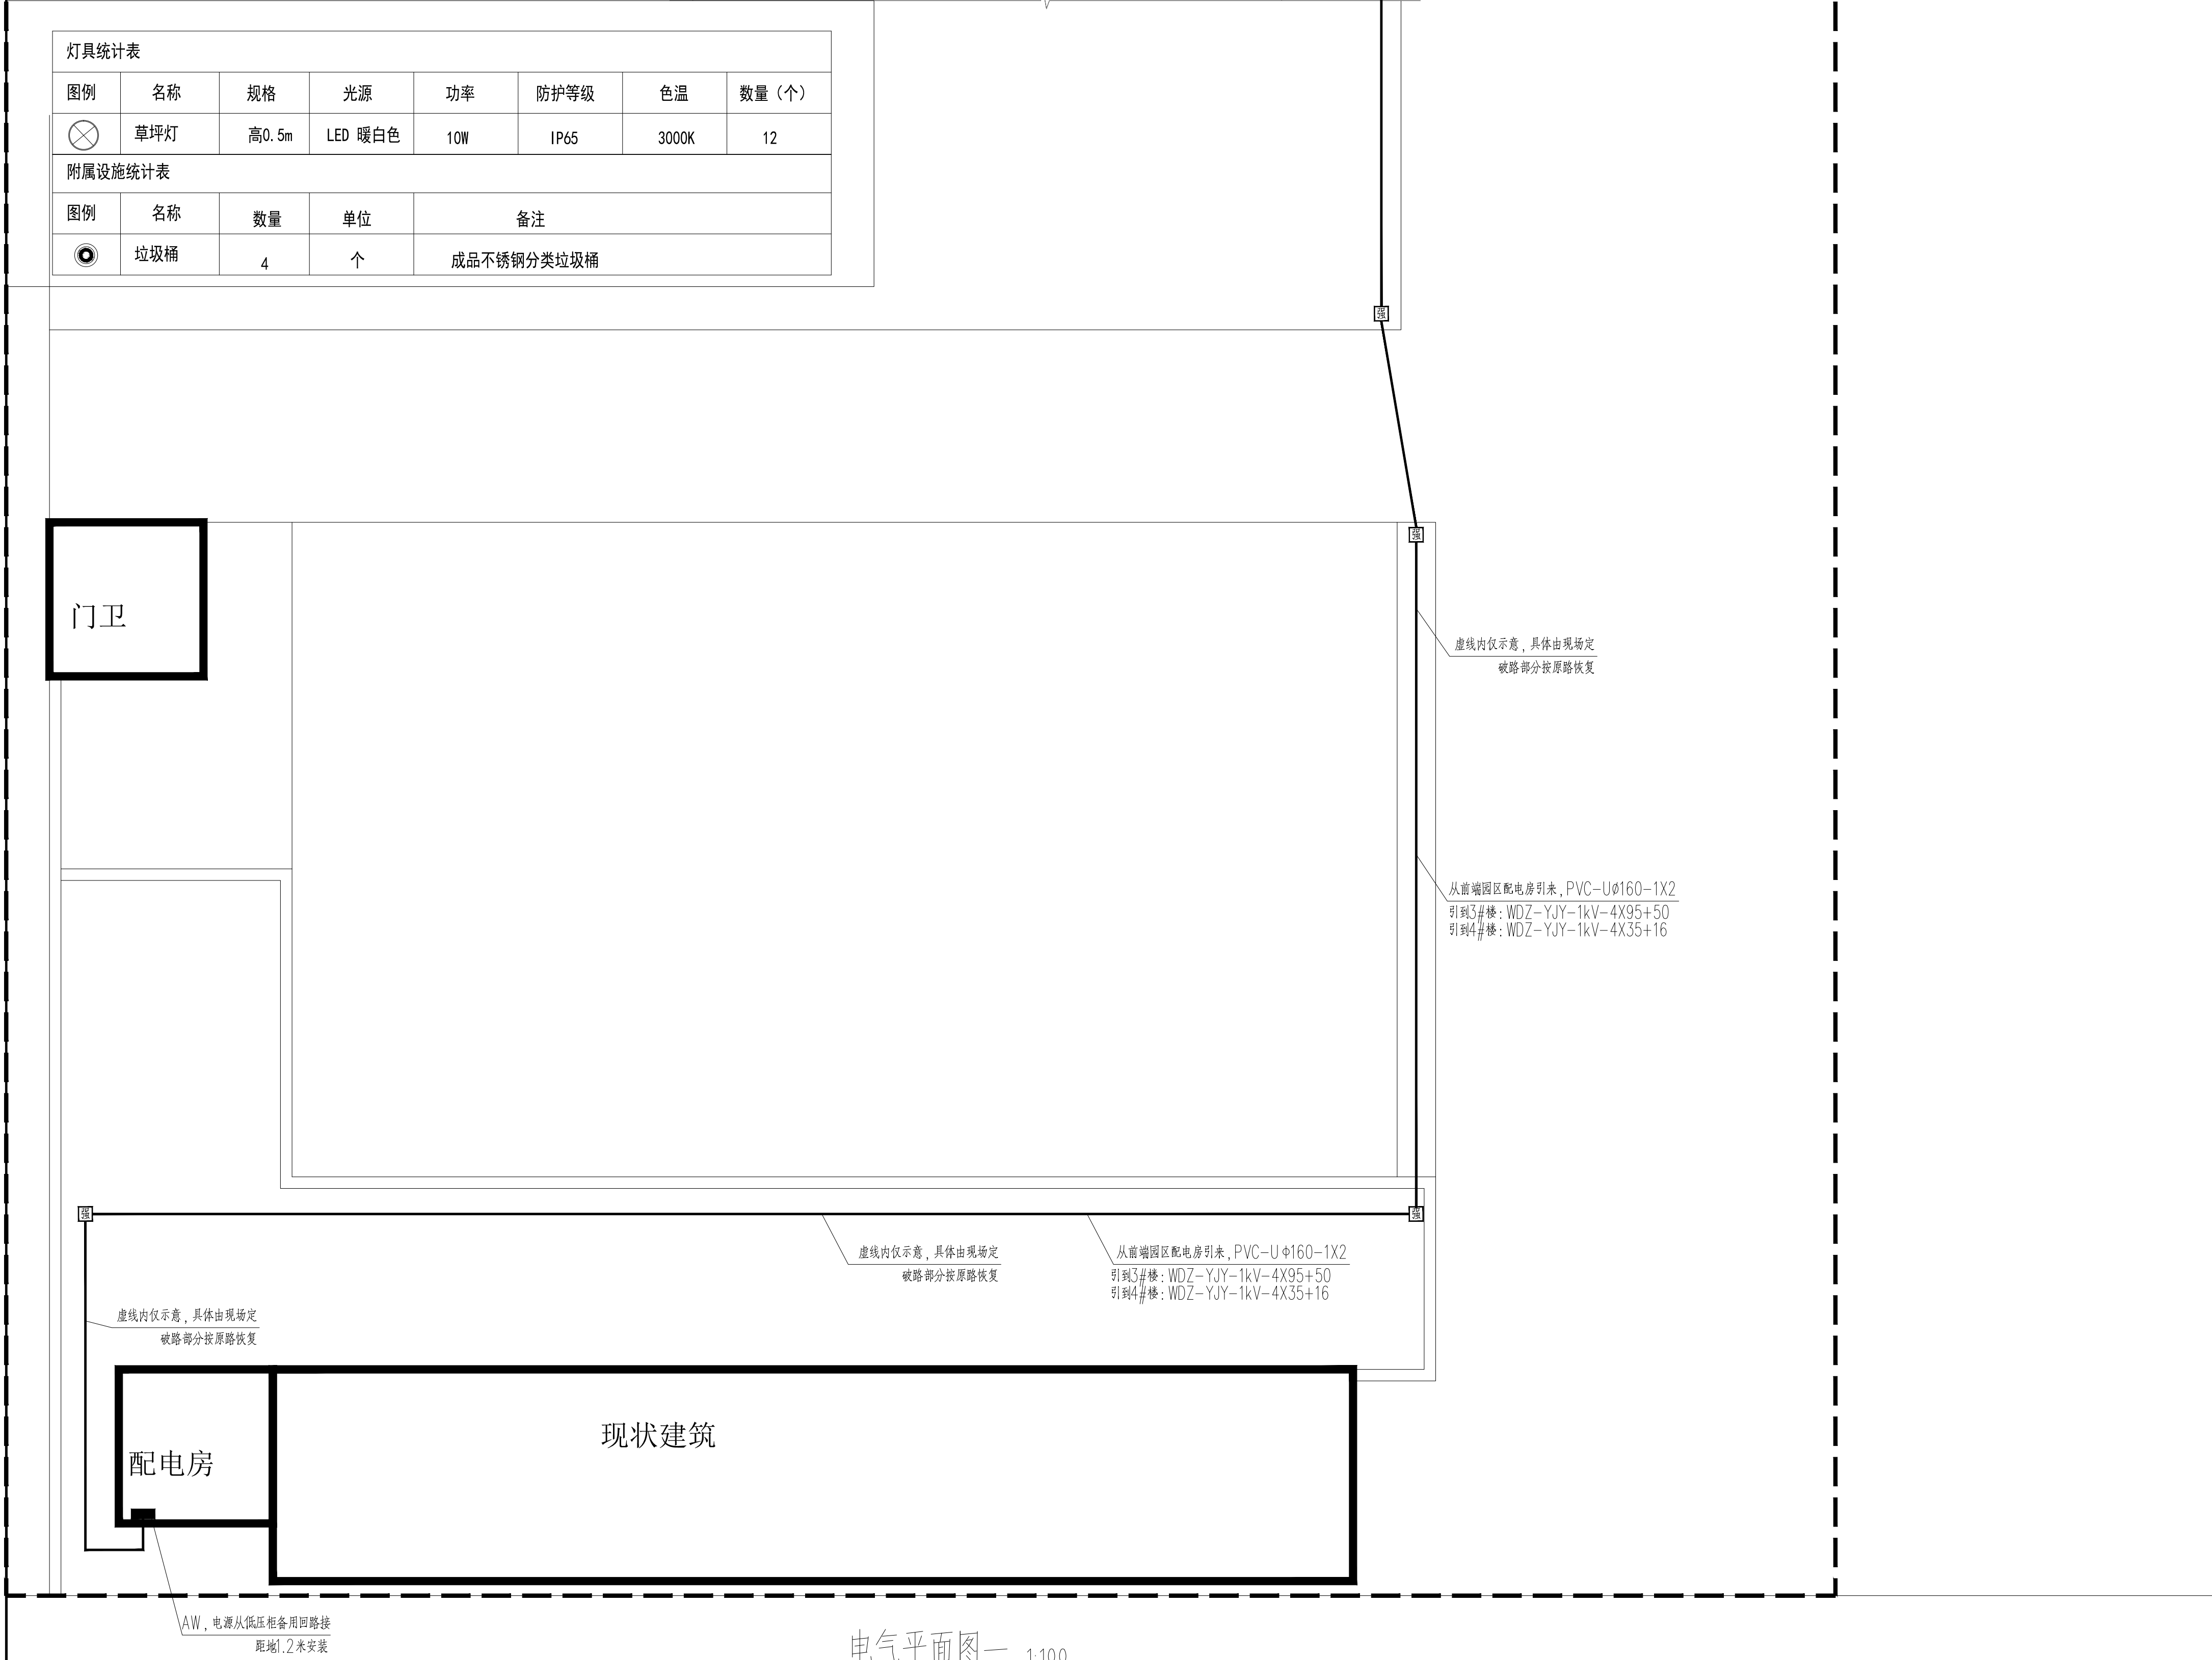 灯具统计表
图例 名称 规格 光源 功率 防护等级 色温 数量（个）
草坪灯 高0.5m LED 暖白色 10W IP65 3000K 12
附属设施统计表
图例 名称 数量 单位 备注
垃圾桶 4 个 成品不锈钢分类垃圾桶
强
强
门卫
虚线内仅示意，具体由现场定
破路部分按原路恢复
从前端园区配电房引来，PVC-UØ160-1X2
引到3#楼：WDZ-YJY-1kV-4X95+50
引到4#楼：WDZ-YJY-1kV-4X35+16
强
强
虚线内仅示意，具体由现场定
破路部分按原路恢复
从前端园区配电房引来，PVC-UΦ160-1X2
引到3#楼：WDZ-YJY-1kV-4X95+50
引到4#楼：WDZ-YJY-1kV-4X35+16
虚线内仅示意，具体由现场定
破路部分按原路恢复
现状建筑
配电房
AW，电源从低压柜备用回路接
距地1.2米安装
电气平面图一 1:100